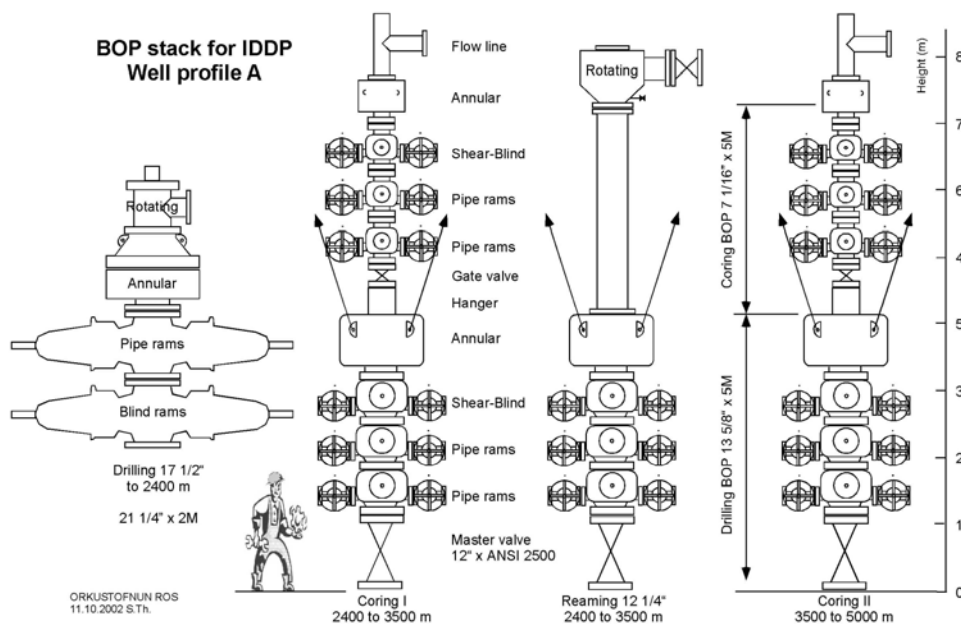 BOP stack for IDDP
Well profile A
Rotating
Annular
Pipe rams
Blind rams
Drilling 17 1/2"
to 2400 m
21 1/4" x 2M
ORKUSTOFNUN ROS
11.10.2002 S.Th.
Flow line
Annular
Shear-Blind
Pipe rams
Pipe rams
Gate valve
Hanger
Annular
Shear-Blind
Pipe rams
Pipe rams
Master valve
12" x ANSI 2500
Coring I
2400 to 3500 m
Rotating
Reaming 12 1/4"
2400 to 3500 m
Coring BOP 7 1/16" x 5M
Drilling BOP 13 5/8" x 5M
Coring II
3500 to 5000 m
Height (m)
8
7
6
4
5
3
2
1
0